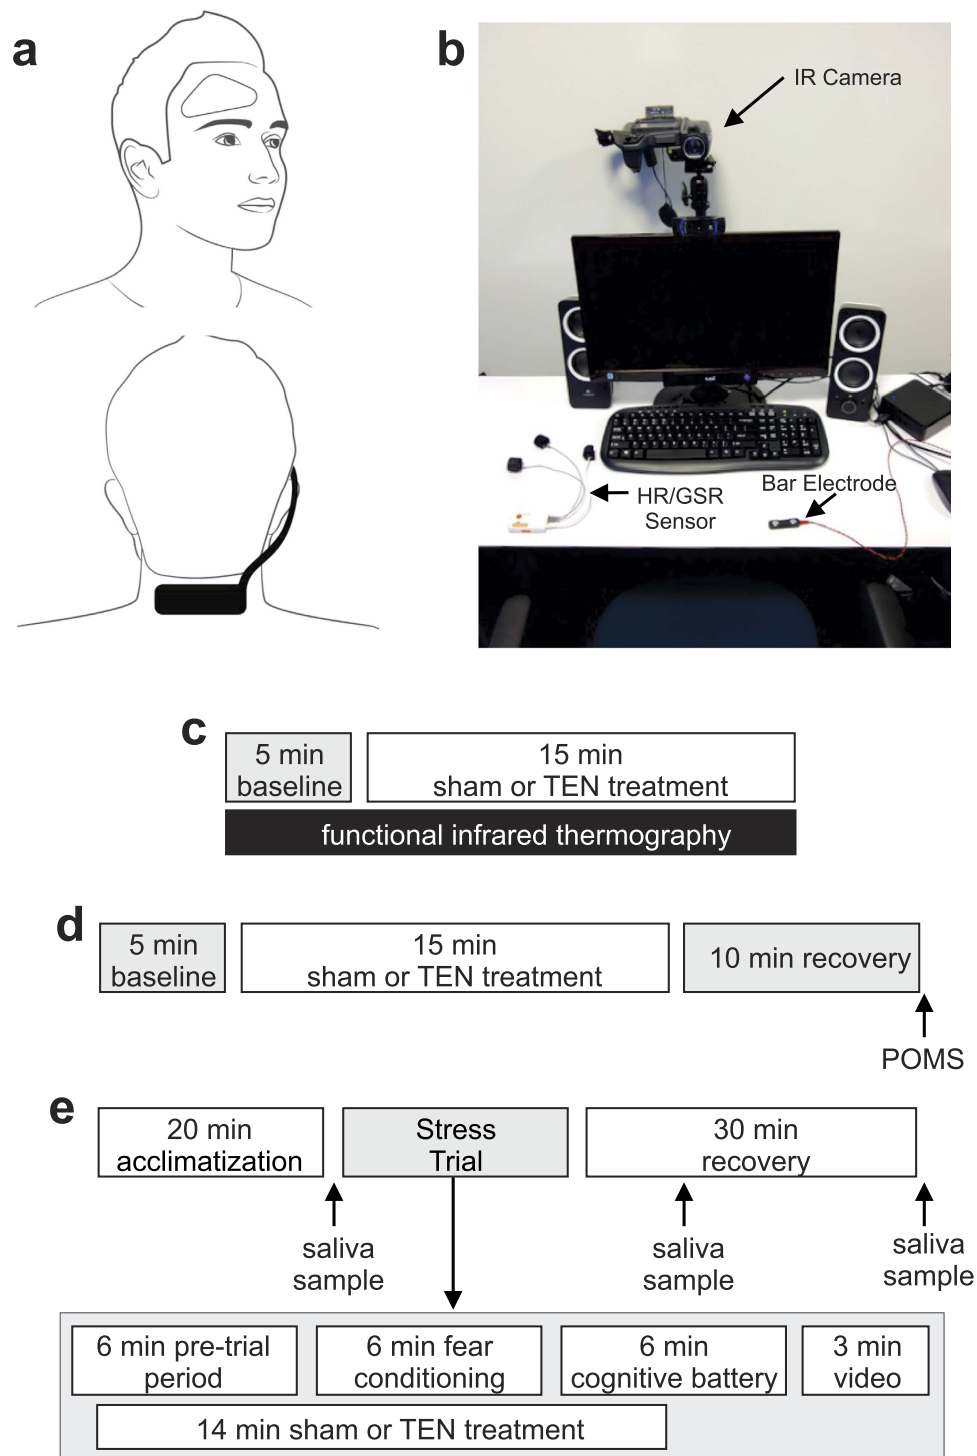 a
b
IR Camera
HR/GSR
Sensor
Bar Electrode
c
5 min
baseline
15 min
sham or TEN treatment
functional infrared thermography
d
5 min
baseline
15 min
sham or TEN treatment
10 min recovery
POMS
e
20 min
acclimatization
Stress
Trial
30 min
recovery
saliva
sample
saliva
sample
saliva
sample
6 min pre-trial
period
6 min fear
conditioning
6 min
cognitive battery
3 min
video
14 min sham or TEN treatment